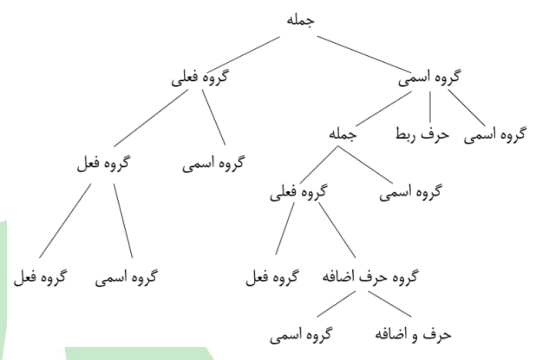 جمله
گروه اسمی گروه فعلی
گروه اسمی حرف ربط جمله
گروه اسمی گروه فعل
گروه اسمی گروه فعلی
گروه حرف اضافه گروه فعل گروه اسمی گروه فعل
حرف و اضافه گروه اسمی